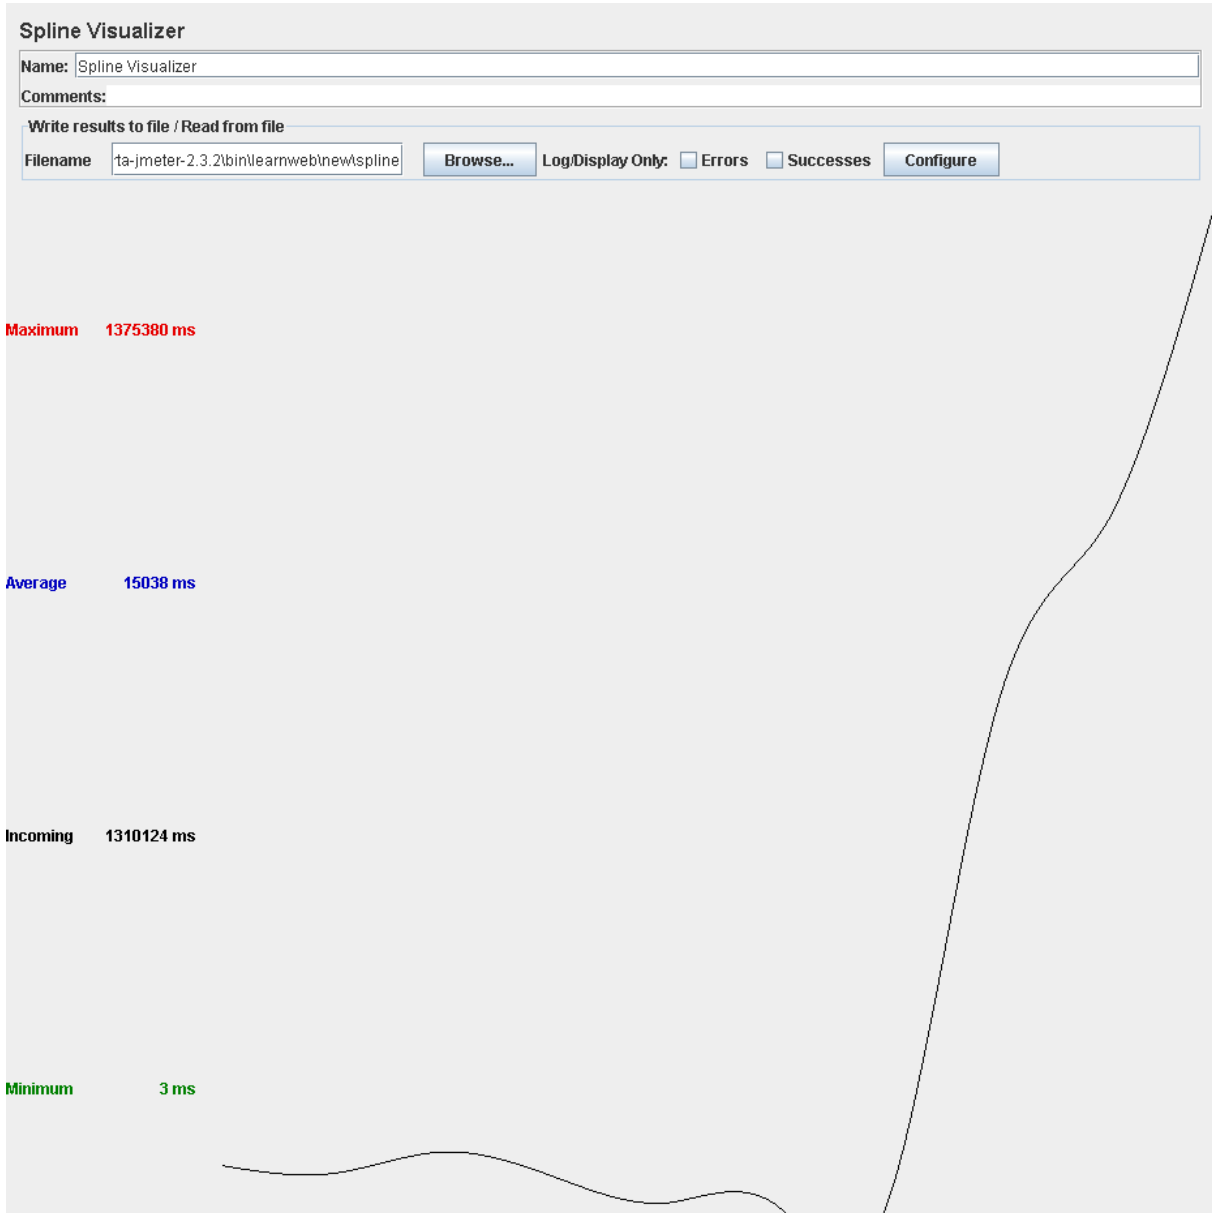 Spline Visualizer
Name: Spline Visualizer
Comments:
Write results to file / Read from file
Filename rta-jmeter-2.3.2\bin\learnweb\new\spline Browse... Log/Display Only: Errors Successes Configure
Maximum 1375380 ms
Average 15038 ms
Incoming 1310124 ms
Minimum 3 ms